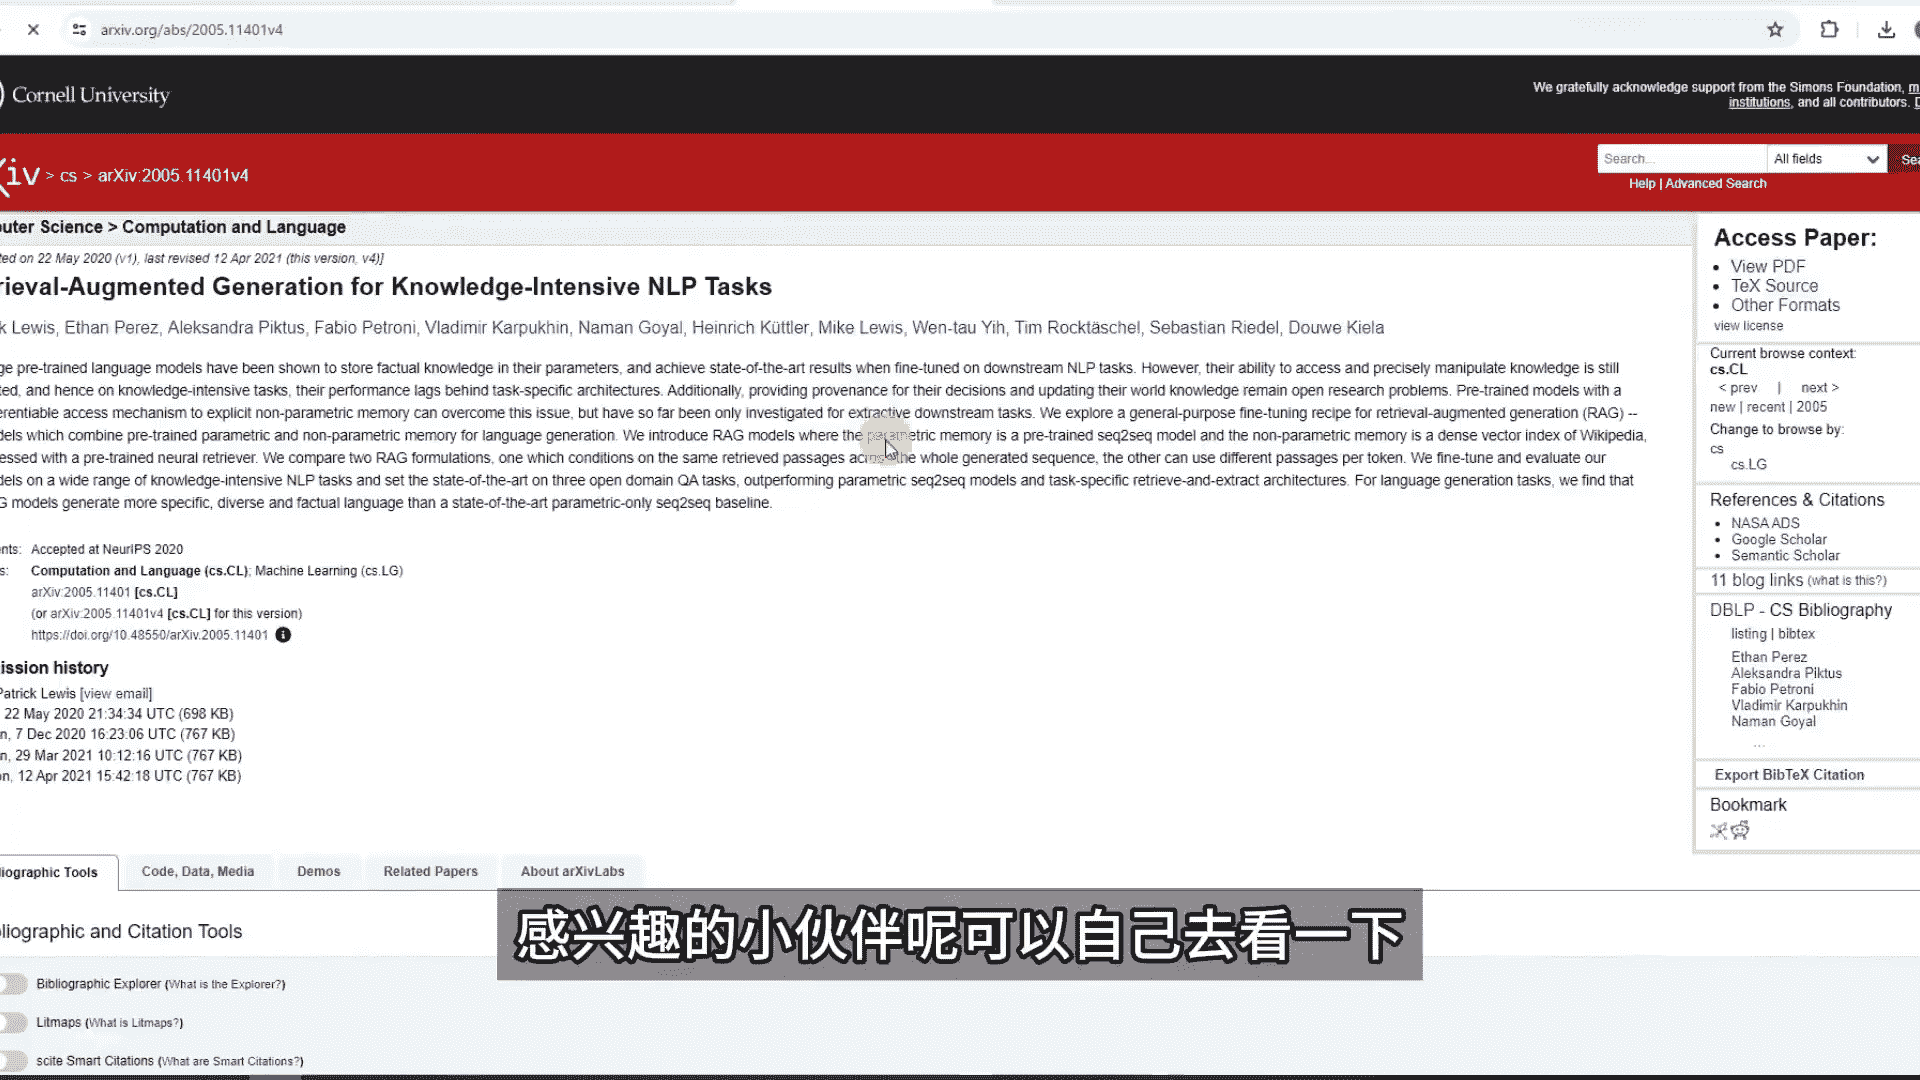 arxiv.org/abs/2005.11401v4
Cornell University
We gratefully acknowledge support from the Simons Foundation, m
institutions, and all contributors. D
iv > cs > arXiv:2005.11401v4
Search...
All fields
Sea
Help | Advanced Search
outer Science > Computation and Language
ted on 22 May 2020 (v1), last revised 12 Apr 2021 (this version, v4)]
rieval-Augmented Generation for Knowledge-Intensive NLP Tasks
k Lewis, Ethan Perez, Aleksandra Piktus, Fabio Petroni, Vladimir Karpukhin, Naman Goyal, Heinrich Küttler, Mike Lewis, Wen-tau Yih, Tim Rocktäschel, Sebastian Riedel, Douwe Kiela
ge pre-trained language models have been shown to store factual knowledge in their parameters, and achieve state-of-the-art results when fine-tuned on downstream NLP tasks. However, their ability to access and precisely manipulate knowledge is still
ted, and hence on knowledge-intensive tasks, their performance lags behind task-specific architectures. Additionally, providing provenance for their decisions and updating their world knowledge remain open research problems. Pre-trained models with a
erentiable access mechanism to explicit non-parametric memory can overcome this issue, but have so far been only investigated for extractive downstream tasks. We explore a general-purpose fine-tuning recipe for retrieval-augmented generation (RAG) --
dels which combine pre-trained parametric and non-parametric memory for language generation. We introduce RAG models where the parametric memory is a pre-trained seq2seq model and the non-parametric memory is a dense vector index of Wikipedia,
essed with a pre-trained neural retriever. We compare two RAG formulations, one which conditions on the same retrieved passages across the whole generated sequence, the other can use different passages per token. We fine-tune and evaluate our
dels on a wide range of knowledge-intensive NLP tasks and set the state-of-the-art on three open domain QA tasks, outperforming parametric seq2seq models and task-specific retrieve-and-extract architectures. For language generation tasks, we find that
G models generate more specific, diverse and factual language than a state-of-the-art parametric-only seq2seq baseline.
ents: Accepted at NeurIPS 2020
s: Computation and Language (cs.CL); Machine Learning (cs.LG)
arXiv:2005.11401 [cs.CL]
(or arXiv:2005.11401v4 [cs.CL] for this version)
https://doi.org/10.48550/arXiv.2005.11401
ission history
Patrick Lewis [view email]
22 May 2020 21:34:34 UTC (698 KB)
n, 7 Dec 2020 16:23:06 UTC (767 KB)
n, 29 Mar 2021 10:12:16 UTC (767 KB)
on, 12 Apr 2021 15:42:18 UTC (767 KB)
Access Paper:
View PDF
TeX Source
Other Formats
view license
Current browse context:
cs.CL
< prev | next >
new | recent | 2005
Change to browse by:
cs
cs.LG
References & Citations
NASA ADS
Google Scholar
Semantic Scholar
11 blog links (what is this?)
DBLP - CS Bibliography
listing | bibtex
Ethan Perez
Aleksandra Piktus
Fabio Petroni
Vladimir Karpukhin
Naman Goyal
...
Export BibTeX Citation
Bookmark
liographic Tools
Code, Data, Media
Demos
Related Papers
About arXivLabs
liographic and Citation Tools
Bibliographic Explorer (What is the Explorer?)
Litmaps (What is Litmaps?)
scite Smart Citations (What are Smart Citations?)
感兴趣的小伙伴呢可以自己去看一下